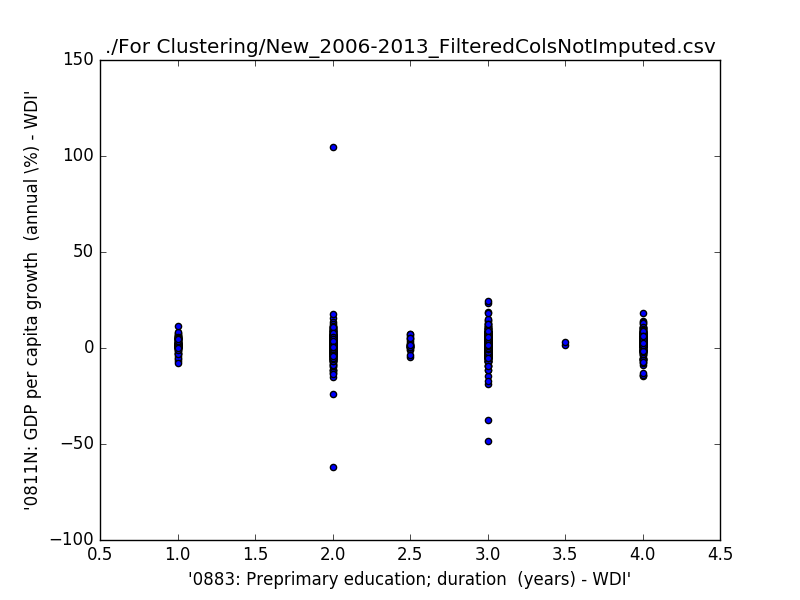 ./For Clustering/New_2006-2013_FilteredColsNotImputed.csv
150
100
50
0
−50
−100
0.5 1.0 1.5 2.0 2.5 3.0 3.5 4.0 4.5
'0883: Preprimary education; duration  (years) - WDI'
'0811N: GDP per capita growth  (annual \%) - WDI'